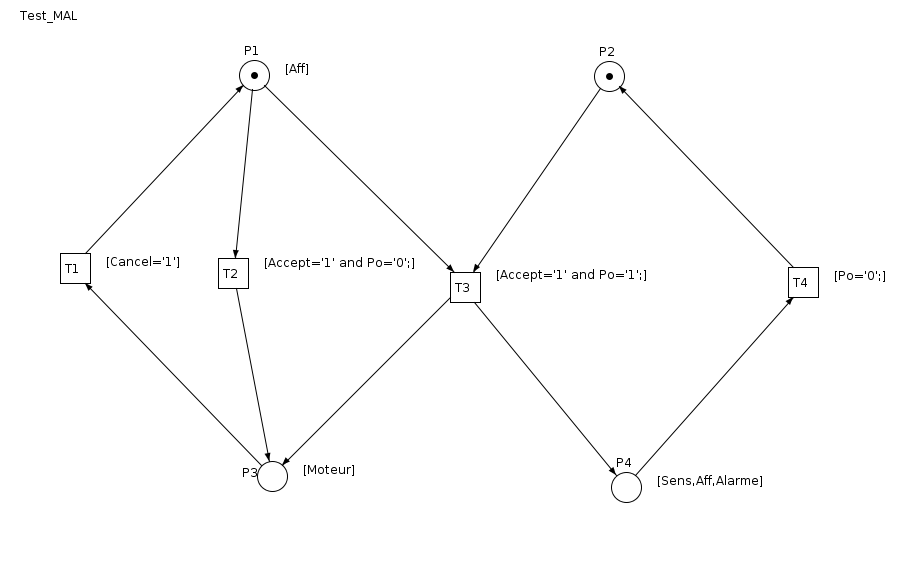 Test_MAL
P1
[Aff]
P2
T1
[Cancel='1']
T2
[Accept='1' and Po='0';]
T3
[Accept='1' and Po='1';]
T4
[Po='0';]
P3
[Moteur]
P4
[Sens,Aff,Alarme]